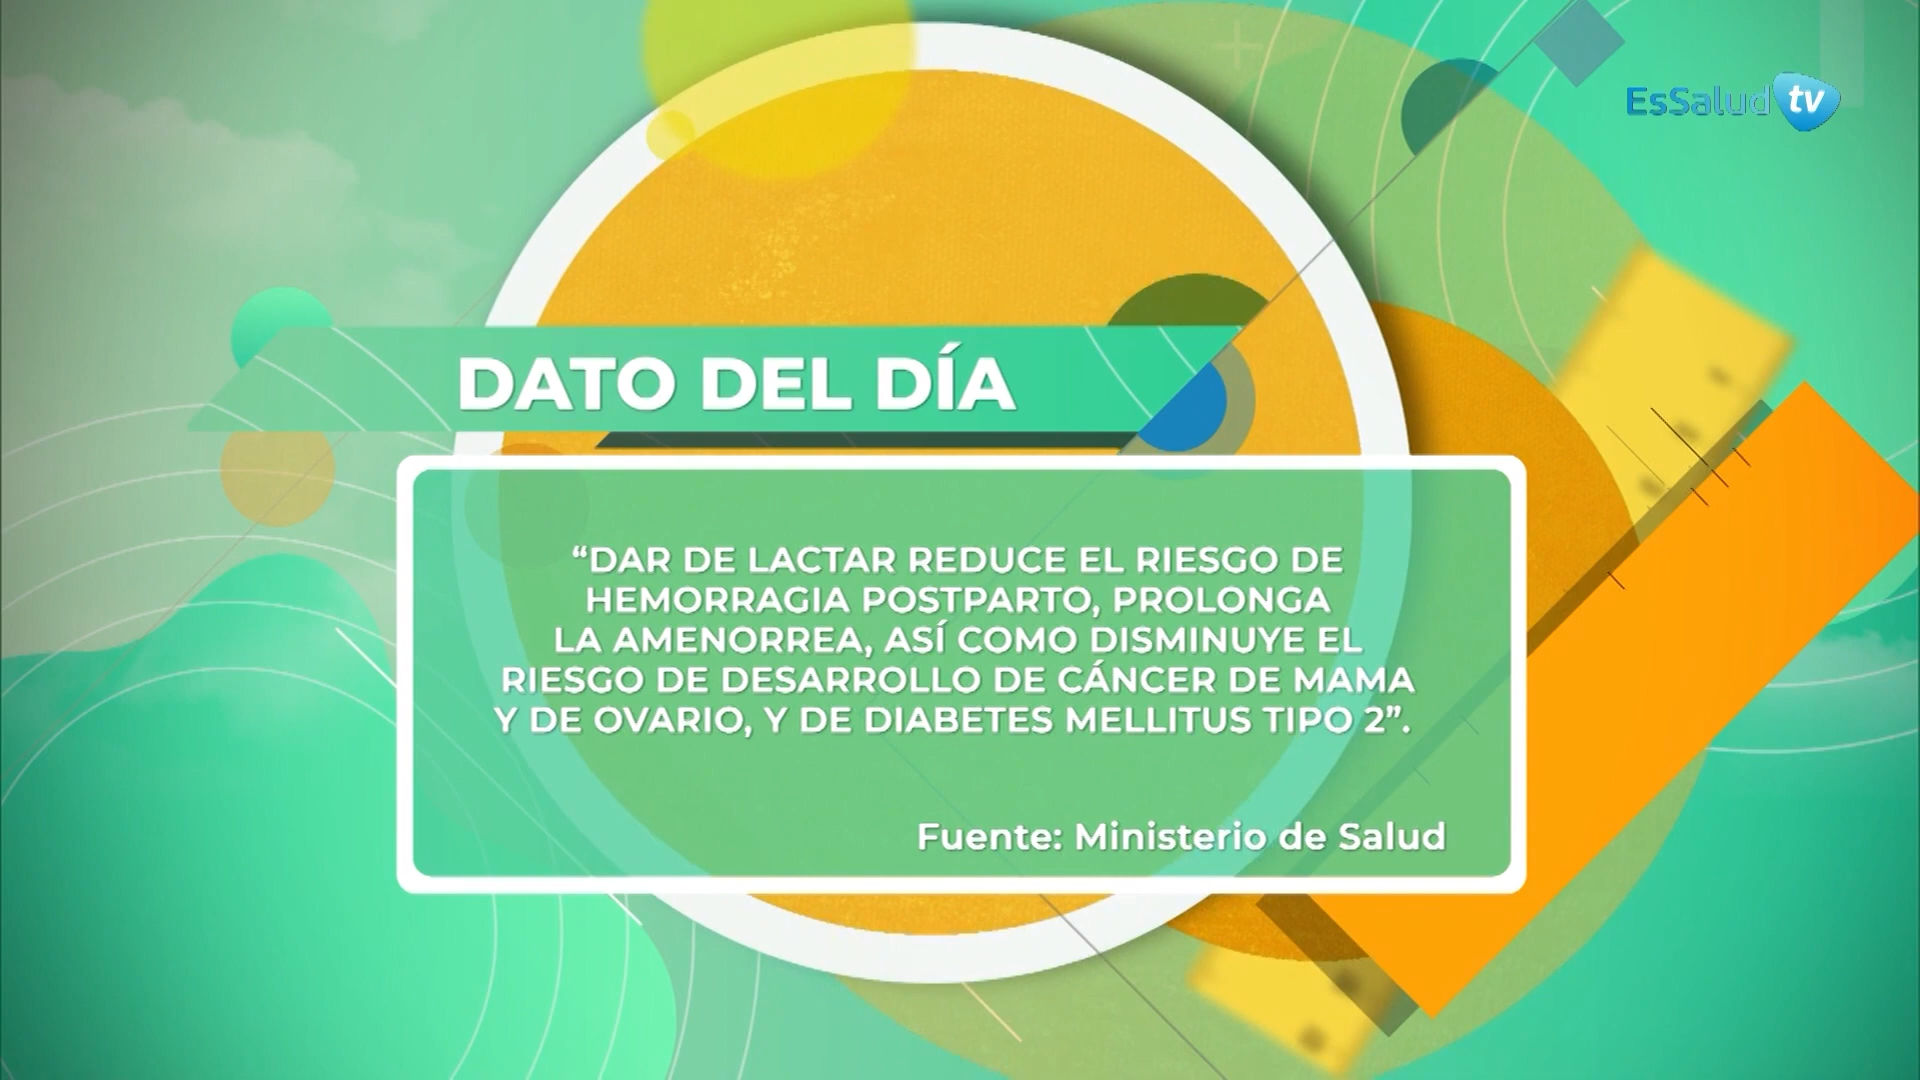 EsSalud tv
DATO DEL DÍA
“DAR DE LACTAR REDUCE EL RIESGO DE
HEMORRAGIA POSTPARTO, PROLONGA
LA AMENORREA, ASÍ COMO DISMINUYE EL
RIESGO DE DESARROLLO DE CÁNCER DE MAMA
Y DE OVARIO, Y DE DIABETES MELLITUS TIPO 2”.
Fuente: Ministerio de Salud